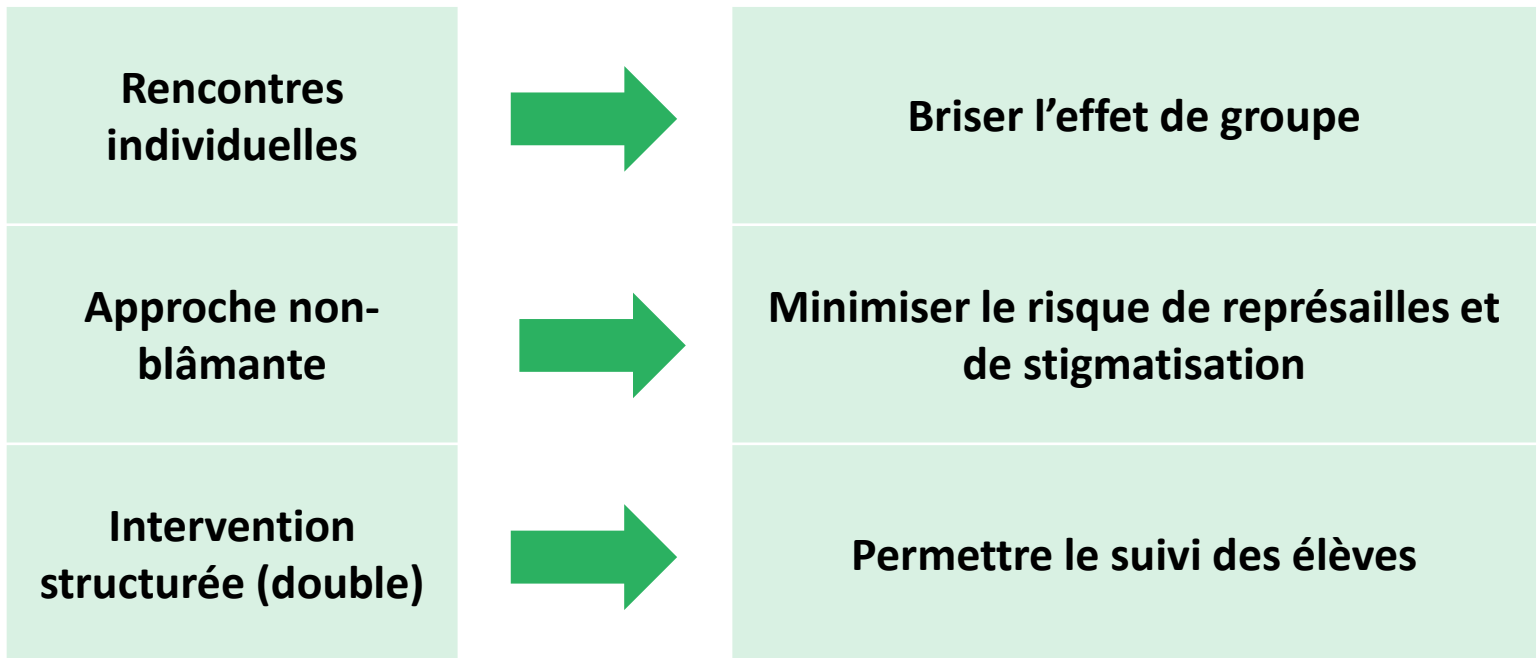 Rencontres
individuelles
Briser l’effet de groupe
Approche non-
blâmante
Minimiser le risque de représailles et
de stigmatisation
Intervention
structurée (double)
Permettre le suivi des élèves